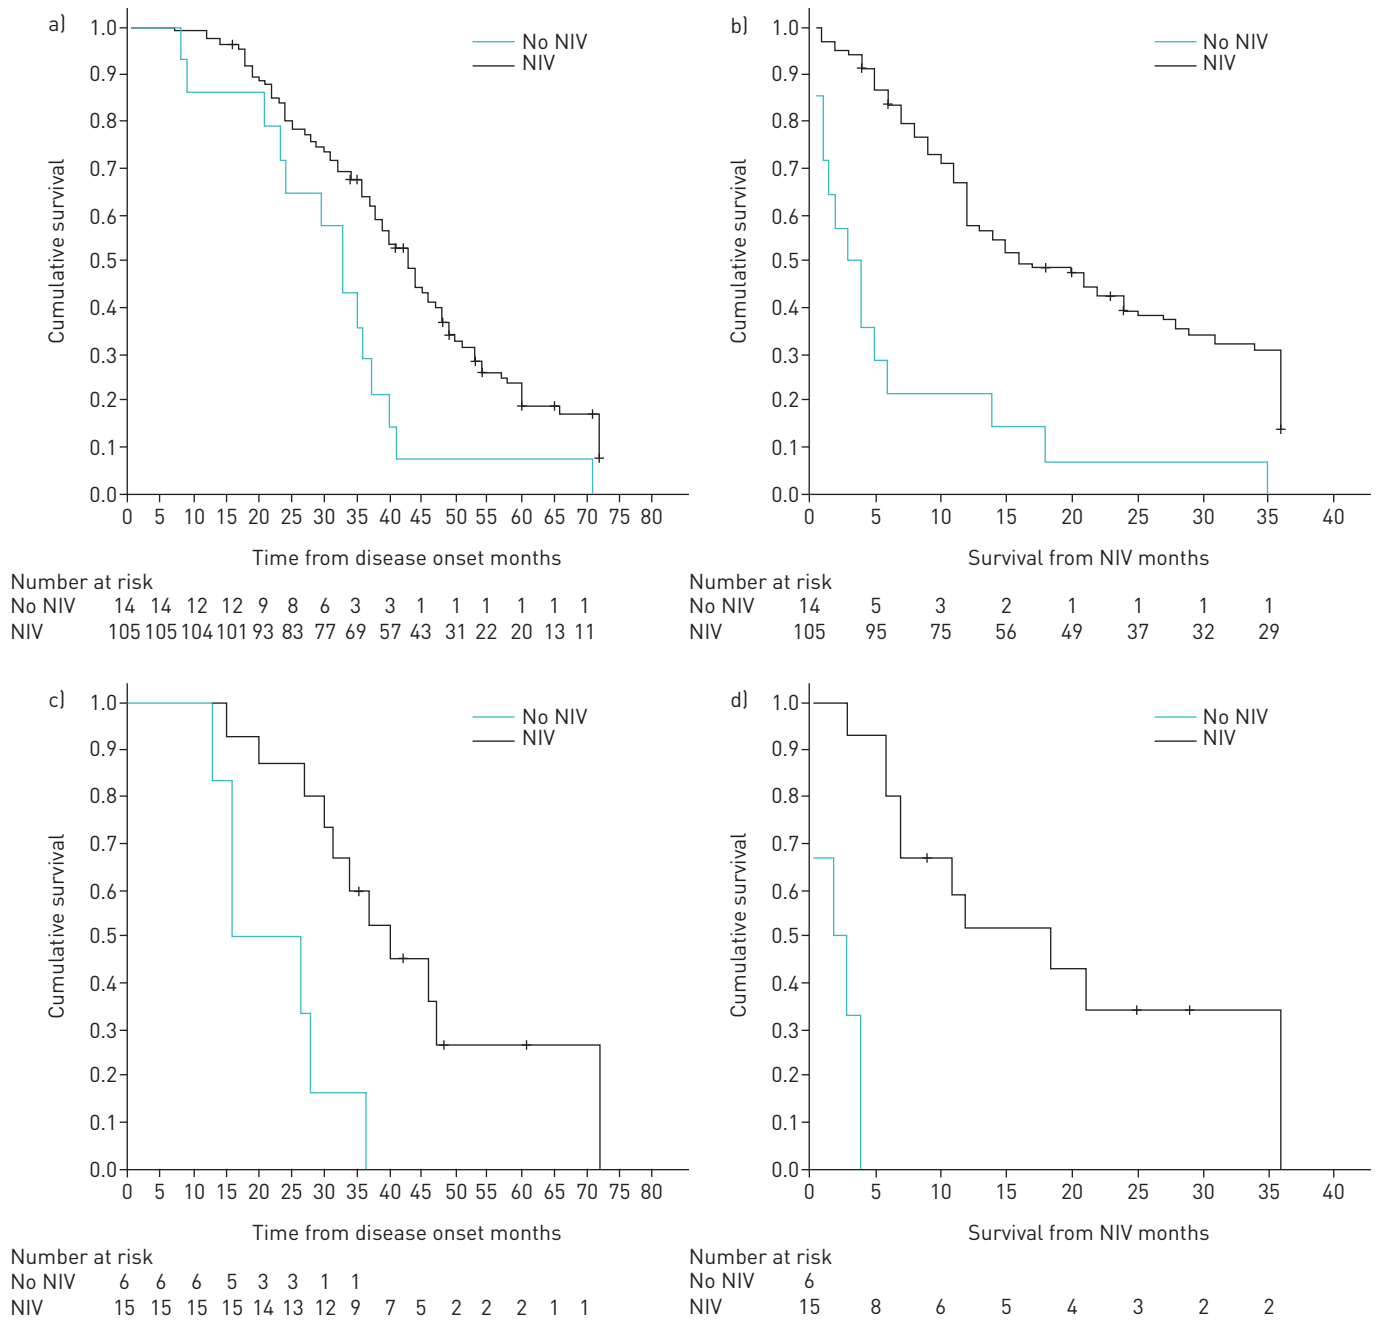 a)
No NIV
NIV
Cumulative survival
1.0
0.9
0.8
0.7
0.6
0.5
0.4
0.3
0.2
0.1
0.0
0 5 10 15 20 25 30 35 40 45 50 55 60 65 70 75 80
Time from disease onset months
Number at risk
No NIV 14 14 12 12 9 8 6 3 3 1 1 1 1 1 1
NIV 105 105 104 101 93 83 77 69 57 43 31 22 20 13 11
b)
No NIV
NIV
Cumulative survival
1.0
0.9
0.8
0.7
0.6
0.5
0.4
0.3
0.2
0.1
0.0
0 5 10 15 20 25 30 35 40
Survival from NIV months
Number at risk
No NIV 14 5 3 2 1 1 1 1
NIV 105 95 75 56 49 37 32 29
c)
No NIV
NIV
Cumulative survival
1.0
0.9
0.8
0.7
0.6
0.5
0.4
0.3
0.2
0.1
0.0
0 5 10 15 20 25 30 35 40 45 50 55 60 65 70 75 80
Time from disease onset months
Number at risk
No NIV 6 6 6 5 3 3 1 1
NIV 15 15 15 15 14 13 12 9 7 5 2 2 2 1 1
d)
No NIV
NIV
Cumulative survival
1.0
0.9
0.8
0.7
0.6
0.5
0.4
0.3
0.2
0.1
0.0
0 5 10 15 20 25 30 35 40
Survival from NIV months
Number at risk
No NIV 6
NIV 15 8 6 5 4 3 2 2